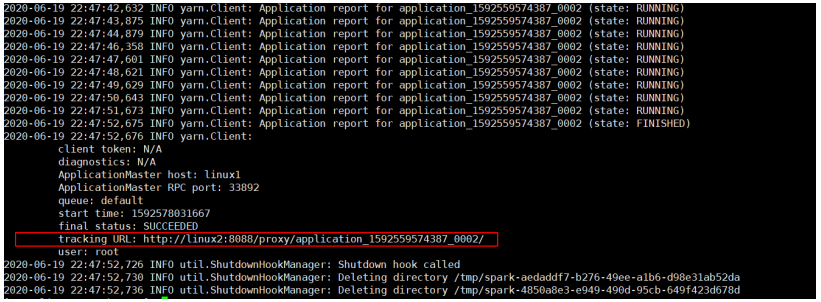 2020-06-19 22:47:42,632 INFO yarn.Client: Application report for application_1592559574387_0002 (state: RUNNING)
2020-06-19 22:47:43,875 INFO yarn.Client: Application report for application_1592559574387_0002 (state: RUNNING)
2020-06-19 22:47:44,879 INFO yarn.Client: Application report for application_1592559574387_0002 (state: RUNNING)
2020-06-19 22:47:46,358 INFO yarn.Client: Application report for application_1592559574387_0002 (state: RUNNING)
2020-06-19 22:47:47,601 INFO yarn.Client: Application report for application_1592559574387_0002 (state: RUNNING)
2020-06-19 22:47:48,621 INFO yarn.Client: Application report for application_1592559574387_0002 (state: RUNNING)
2020-06-19 22:47:49,629 INFO yarn.Client: Application report for application_1592559574387_0002 (state: RUNNING)
2020-06-19 22:47:50,643 INFO yarn.Client: Application report for application_1592559574387_0002 (state: RUNNING)
2020-06-19 22:47:51,673 INFO yarn.Client: Application report for application_1592559574387_0002 (state: RUNNING)
2020-06-19 22:47:52,675 INFO yarn.Client: Application report for application_1592559574387_0002 (state: FINISHED)
2020-06-19 22:47:52,676 INFO yarn.Client:
client token: N/A
diagnostics: N/A
ApplicationMaster host: linux1
ApplicationMaster RPC port: 33892
queue: default
start time: 1592578031667
final status: SUCCEEDED
tracking URL: http://linux2:8088/proxy/application_1592559574387_0002/
user: root
2020-06-19 22:47:52,726 INFO util.ShutdownHookManager: Shutdown hook called
2020-06-19 22:47:52,730 INFO util.ShutdownHookManager: Deleting directory /tmp/spark-aedaddf7-b276-49ee-a1b6-d98e31ab52da
2020-06-19 22:47:52,736 INFO util.ShutdownHookManager: Deleting directory /tmp/spark-4850a8e3-e949-490d-95cb-649f423d678d